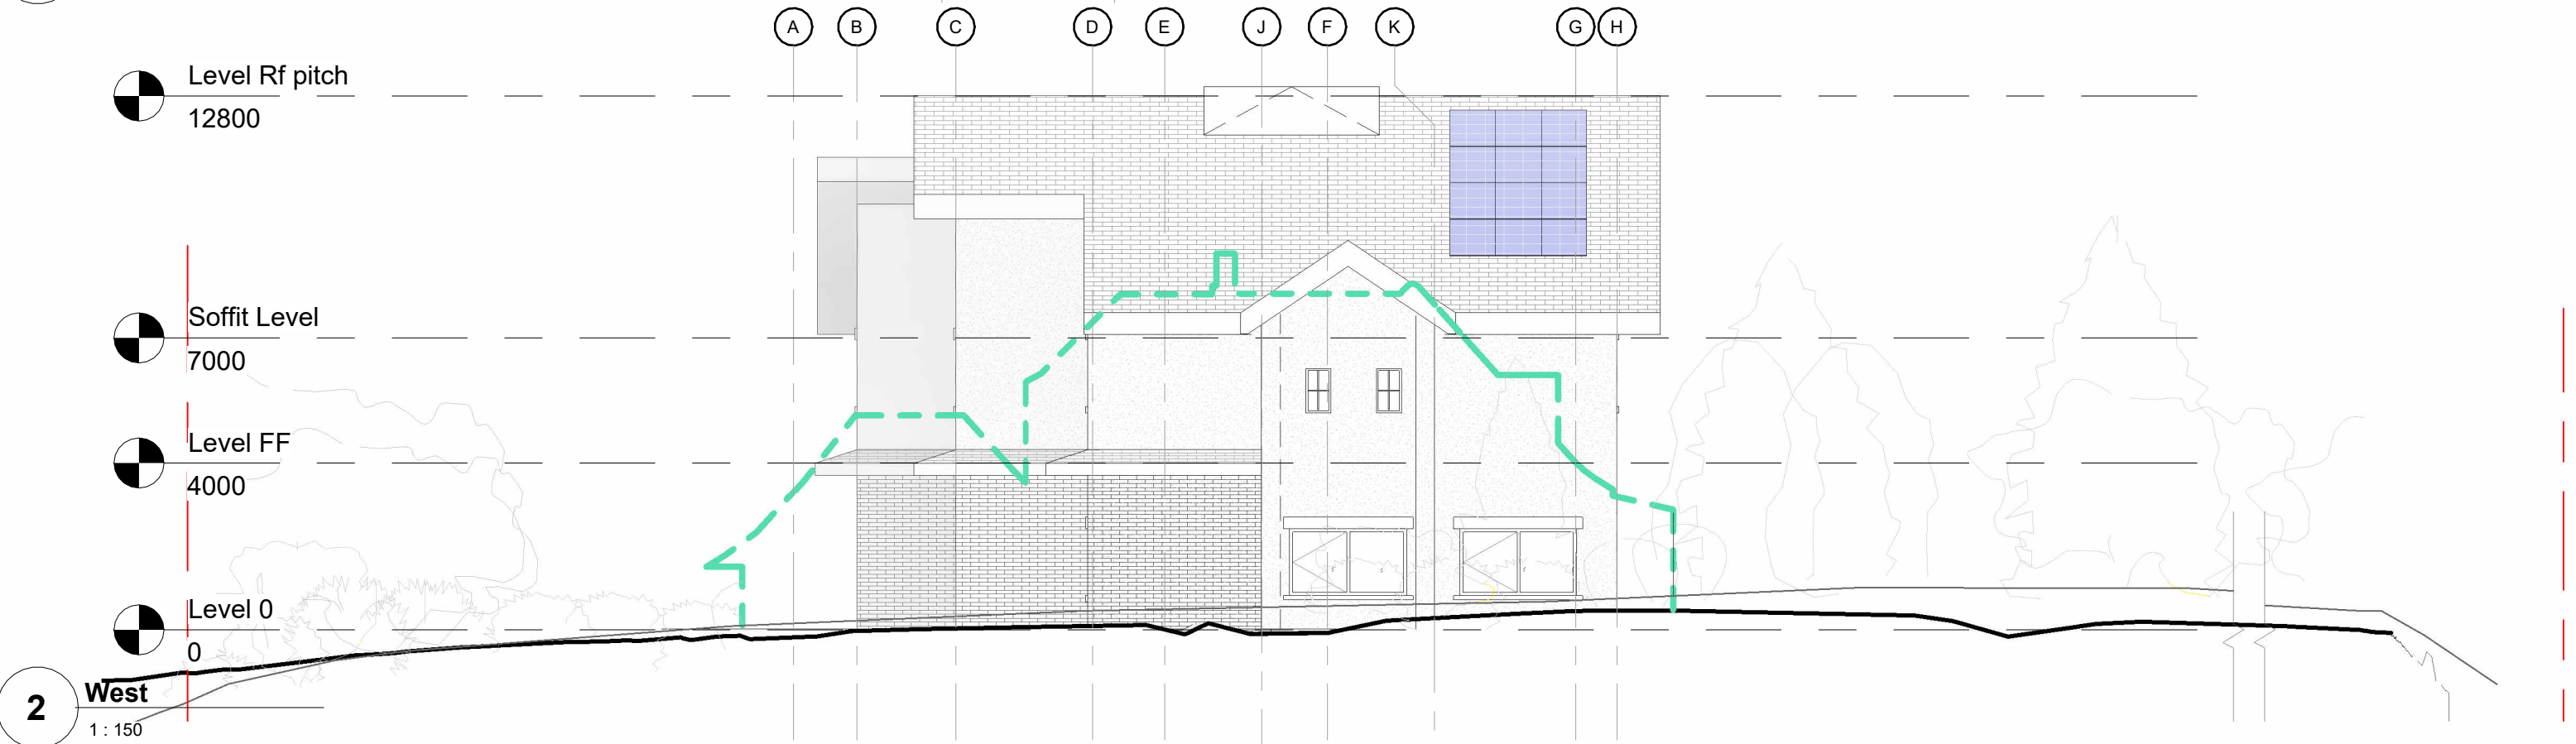 A B C D E J F K G H
Level Rf pitch
12800
Soffit Level
7000
Level FF
4000
Level 0
0
2 West
1 : 150